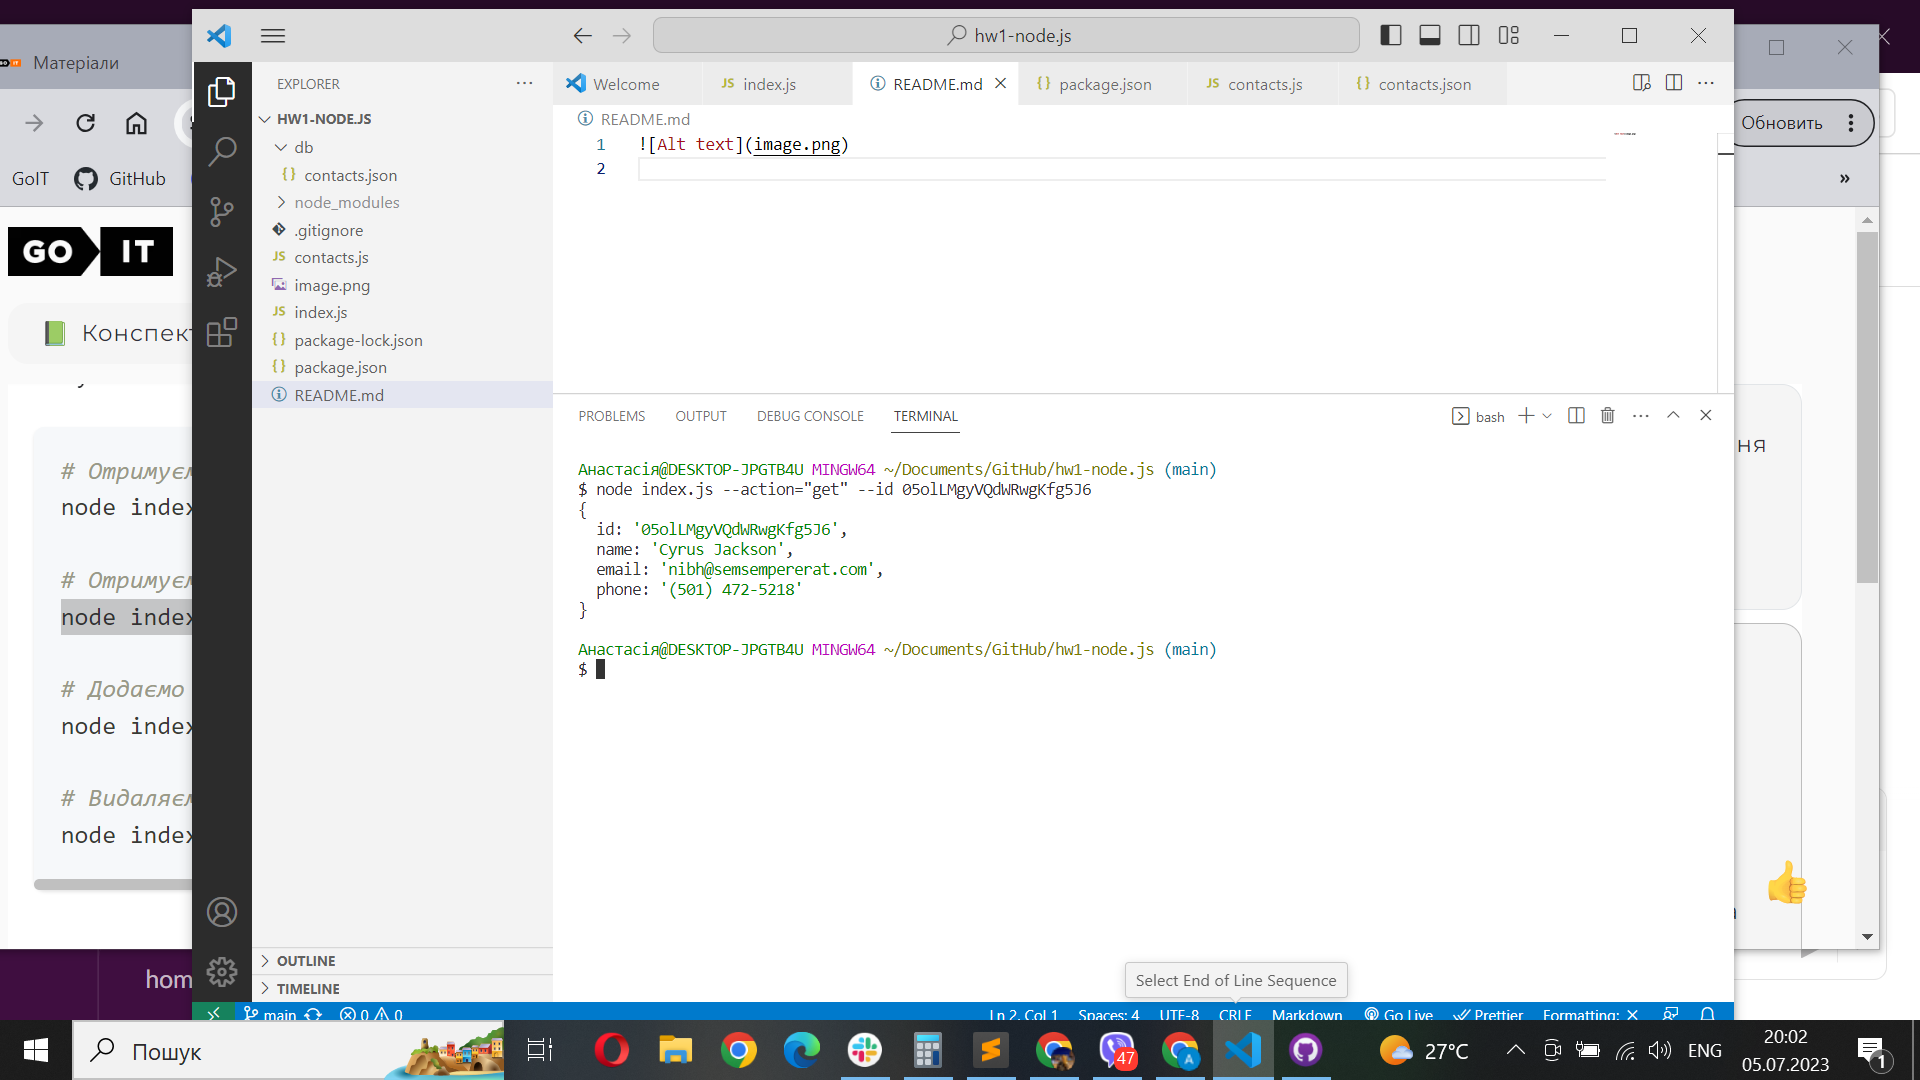 hw1-node.js
Матеріали
Обновить
GoIT
GitHub
»
GO IT
Конспект
# Отримуєм
node index
# Отримуєм
node index
# Додаємо
node index
# Видаляєм
node index
hom
EXPLORER
HW1-NODE.JS
db
contacts.json
node_modules
.gitignore
contacts.js
image.png
index.js
package-lock.json
package.json
README.md
OUTLINE
TIMELINE
Welcome
index.js
README.md
package.json
contacts.js
contacts.json
README.md
1 ![Alt text](image.png)
2
PROBLEMS OUTPUT DEBUG CONSOLE TERMINAL
bash
Анастасія@DESKTOP-JPGTB4U MINGW64 ~/Documents/GitHub/hw1-node.js (main)
$ node index.js --action="get" --id 05olLMgyVQdWRwgKfg5J6
{
id: '05olLMgyVQdWRwgKfg5J6',
name: 'Cyrus Jackson',
email: 'nibh@semsempererat.com',
phone: '(501) 472-5218'
}
Анастасія@DESKTOP-JPGTB4U MINGW64 ~/Documents/GitHub/hw1-node.js (main)
$
ня
Select End of Line Sequence
main 0 0 Ln 2, Col 1 Spaces: 4 UTF-8 CRLF Markdown Go Live Prettier Formatting:
Пошук
47
A
27°C
ENG
20:02
05.07.2023
1